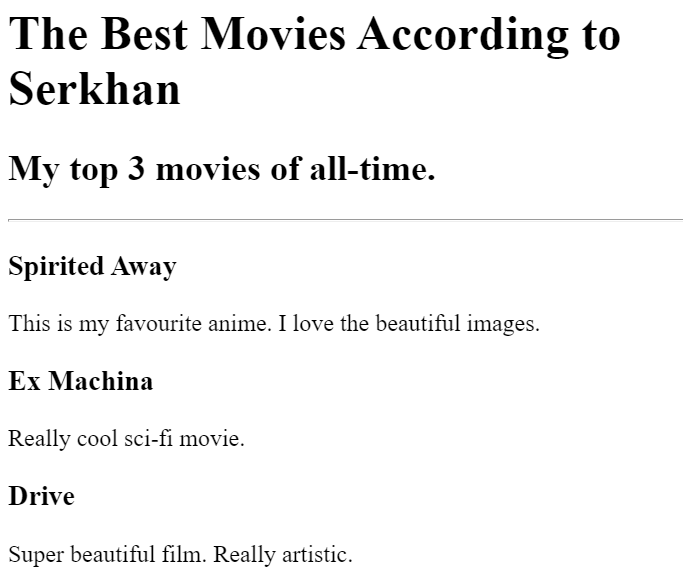 The Best Movies According to
Serkhan
My top 3 movies of all-time.
Spirited Away
This is my favourite anime. I love the beautiful images.
Ex Machina
Really cool sci-fi movie.
Drive
Super beautiful film. Really artistic.